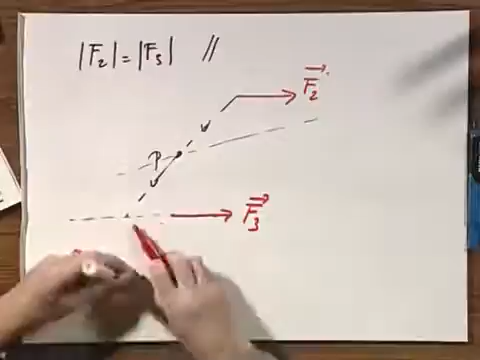 |F₂| = |F₃| //
F₂⃗
P
F₃⃗